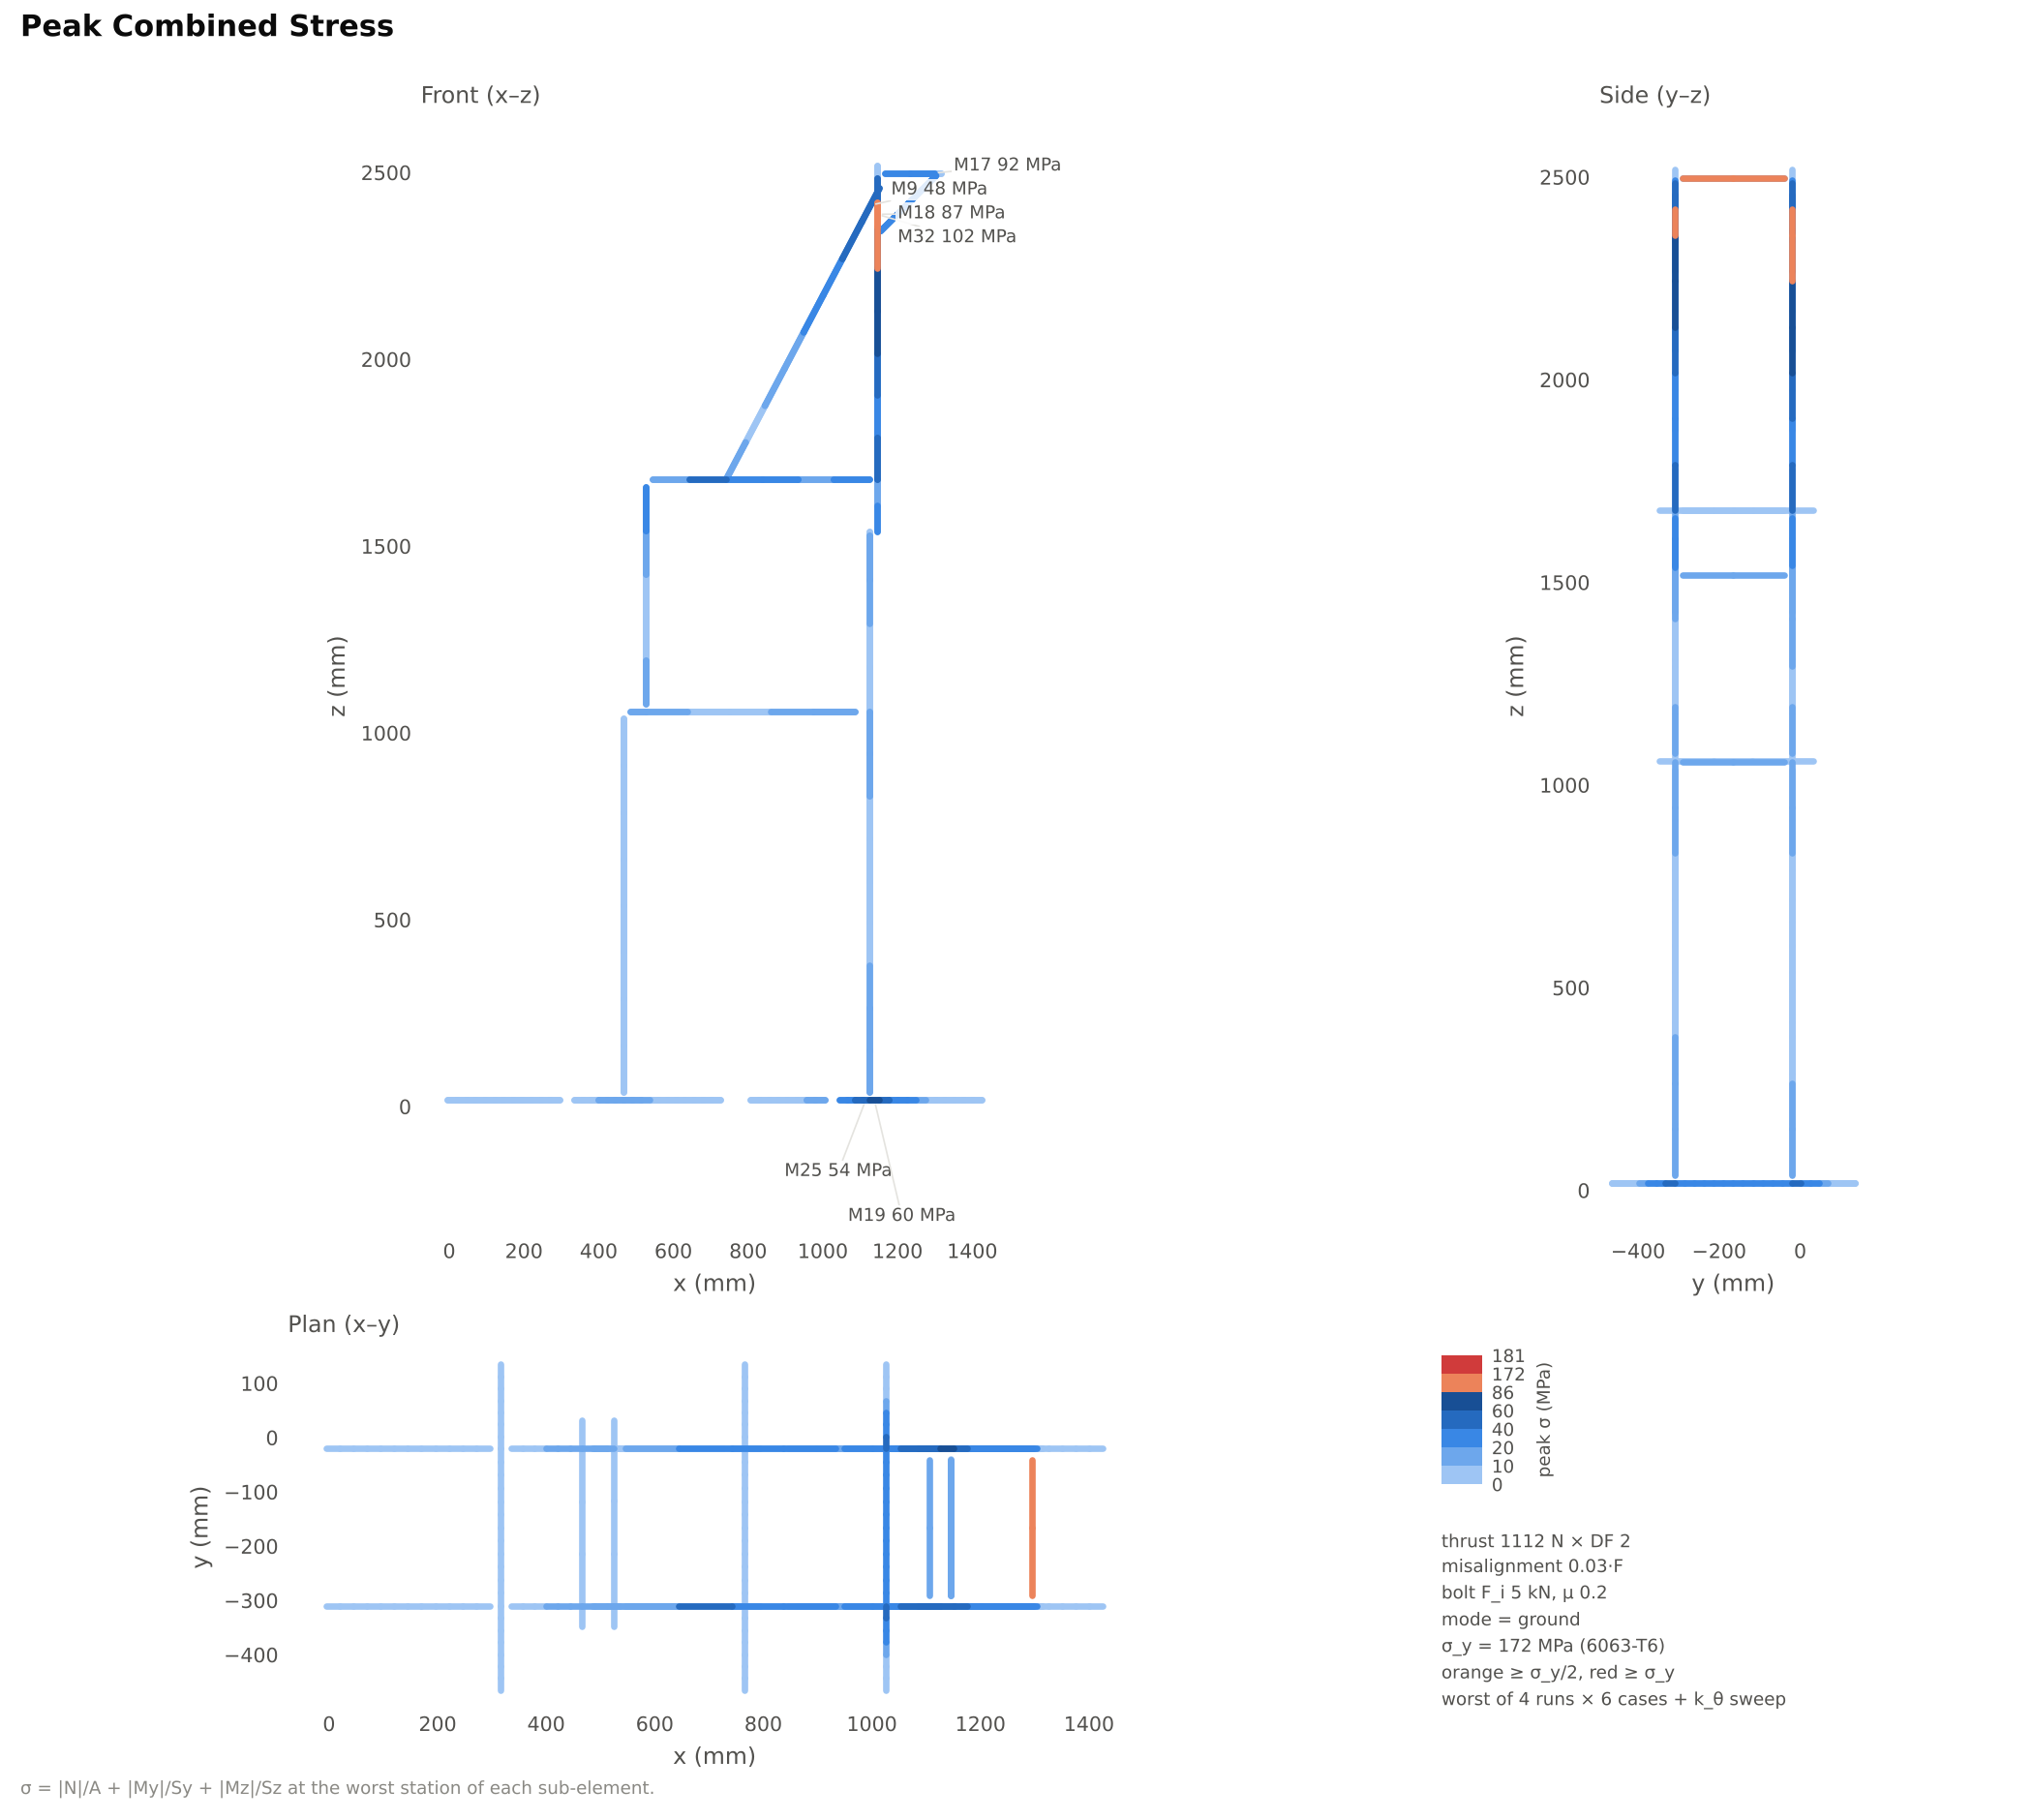 Peak Combined Stress
Front (x–z)
Side (y–z)
2500
2000
1500
1000
500
0
z (mm)
M17 92 MPa
M9 48 MPa
M18 87 MPa
M32 102 MPa
M25 54 MPa
M19 60 MPa
0 200 400 600 800 1000 1200 1400
x (mm)
2500
2000
1500
1000
500
0
z (mm)
−400 −200 0
y (mm)
Plan (x–y)
100
0
−100
−200
−300
−400
y (mm)
0 200 400 600 800 1000 1200 1400
x (mm)
181
172
86
60
40
20
10
0
peak σ (MPa)
thrust 1112 N × DF 2
misalignment 0.03·F
bolt F_i 5 kN, μ 0.2
mode = ground
σ_y = 172 MPa (6063-T6)
orange ≥ σ_y/2, red ≥ σ_y
worst of 4 runs × 6 cases + k_θ sweep
σ = |N|/A + |My|/Sy + |Mz|/Sz at the worst station of each sub-element.